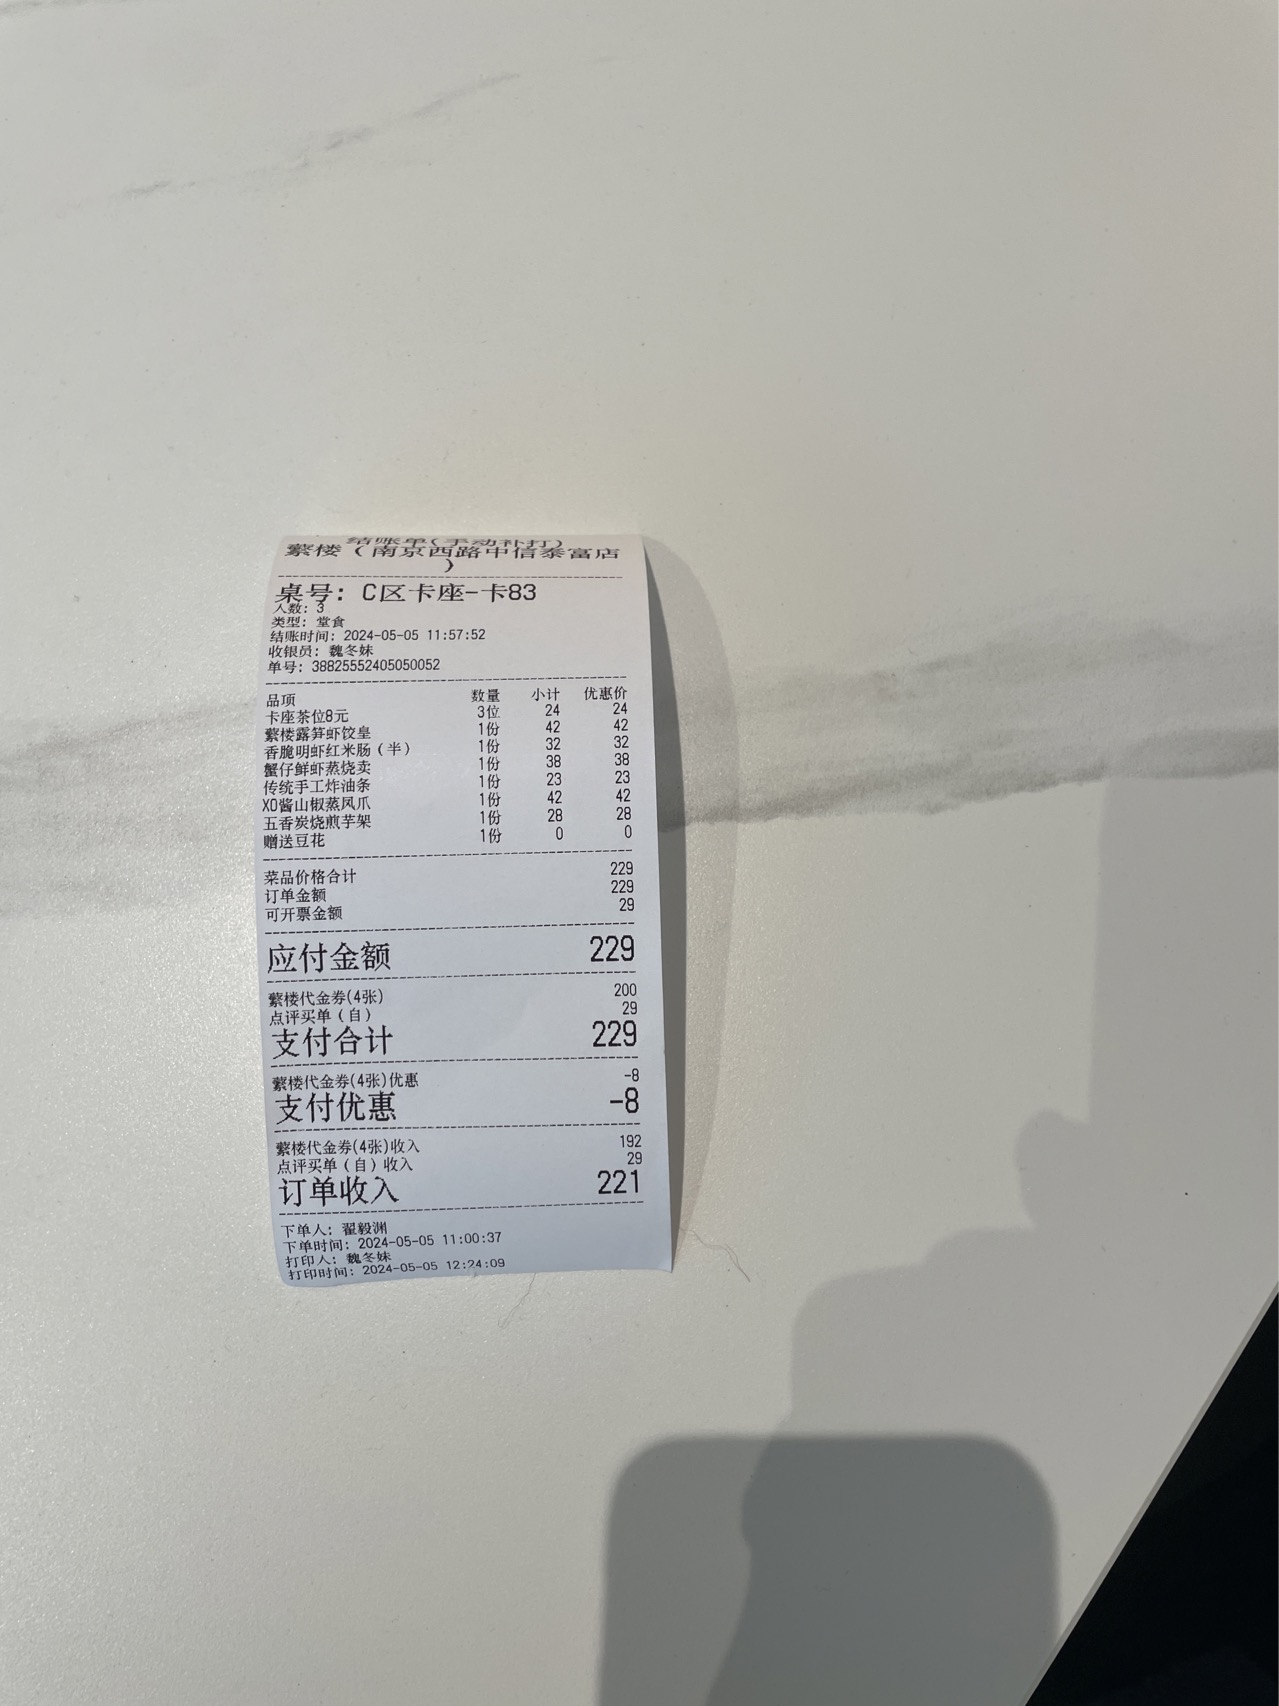 结账单(手动补打)
蘩楼（南京西路中信泰富店
）
桌号: C区卡座-卡83
人数: 3
类型: 堂食
结账时间: 2024-05-05 11:57:52
收银员: 魏冬妹
单号: 38825552405050052
品项 数量 小计 优惠价
卡座茶位8元 3位 24 24
蘩楼露笋虾饺皇 1份 42 42
香脆明虾红米肠（半） 1份 32 32
蟹仔鲜虾蒸烧卖 1份 38 38
传统手工炸油条 1份 23 23
XO酱山椒蒸凤爪 1份 42 42
五香炭烧煎芋架 1份 28 28
赠送豆花 1份 0 0
菜品价格合计 229
订单金额 229
可开票金额 29
应付金额 229
蘩楼代金券(4张) 200
点评买单（自） 29
支付合计 229
蘩楼代金券(4张)优惠 -8
支付优惠 -8
蘩楼代金券(4张)收入 192
点评买单（自）收入 29
订单收入 221
下单人: 翟毅渊
下单时间: 2024-05-05 11:00:37
打印人: 魏冬妹
打印时间: 2024-05-05 12:24:09